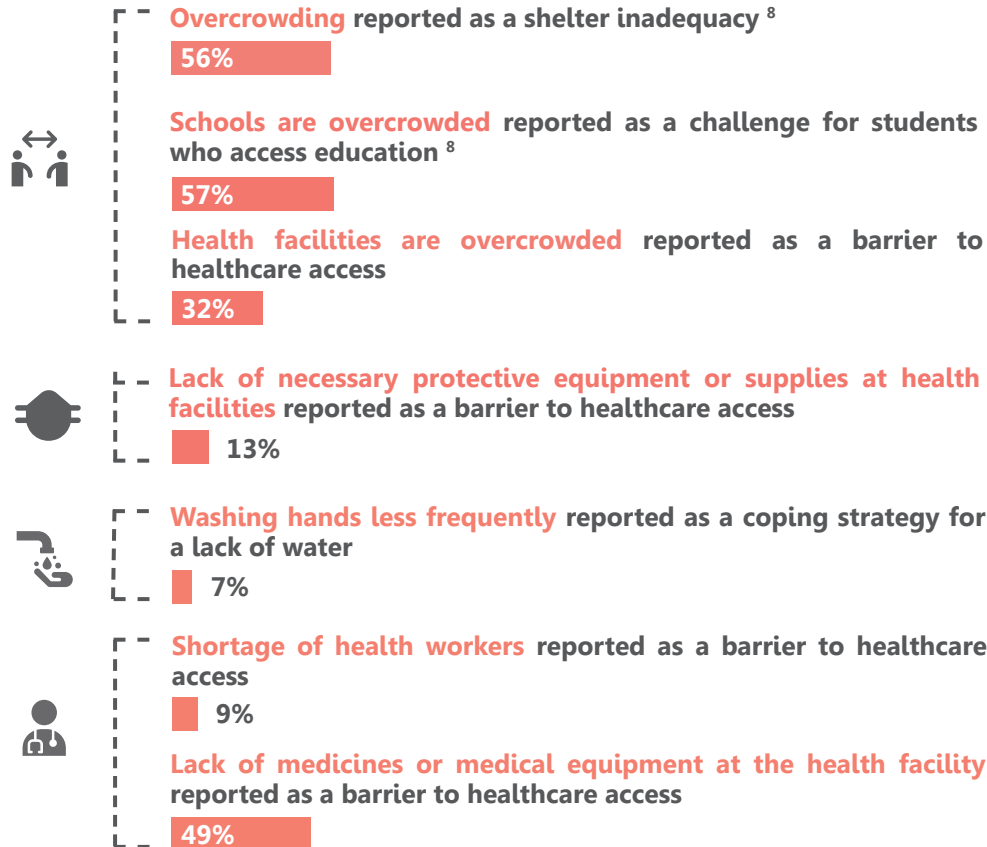 Overcrowding reported as a shelter inadequacy ⁸
56%
Schools are overcrowded reported as a challenge for students
who access education ⁸
57%
Health facilities are overcrowded reported as a barrier to
healthcare access
32%
Lack of necessary protective equipment or supplies at health
facilities reported as a barrier to healthcare access
13%
Washing hands less frequently reported as a coping strategy for
a lack of water
7%
Shortage of health workers reported as a barrier to healthcare
access
9%
Lack of medicines or medical equipment at the health facility
reported as a barrier to healthcare access
49%